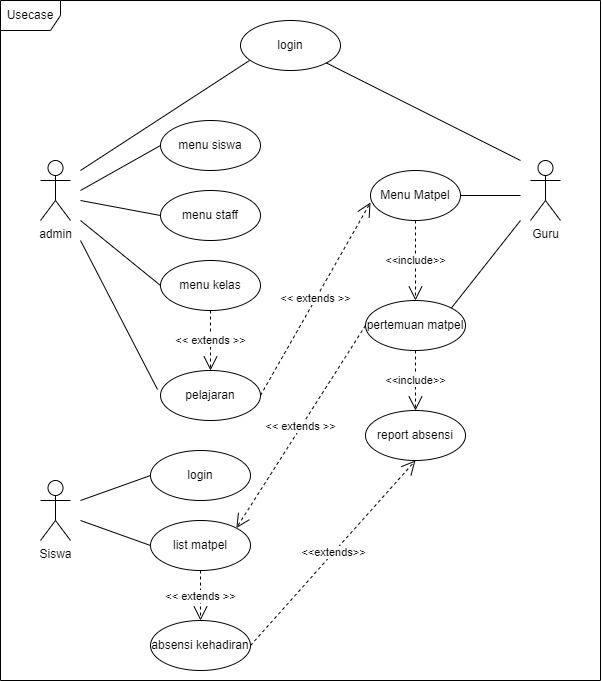 Usecase
login
menu siswa
admin
menu staff
Menu Matpel
Guru
<<include>>
menu kelas
<< extends >>
pertemuan matpel
<< extends >>
<<include>>
pelajaran
<< extends >>
report absensi
login
Siswa
list matpel
<<extends>>
<< extends >>
absensi kehadiran